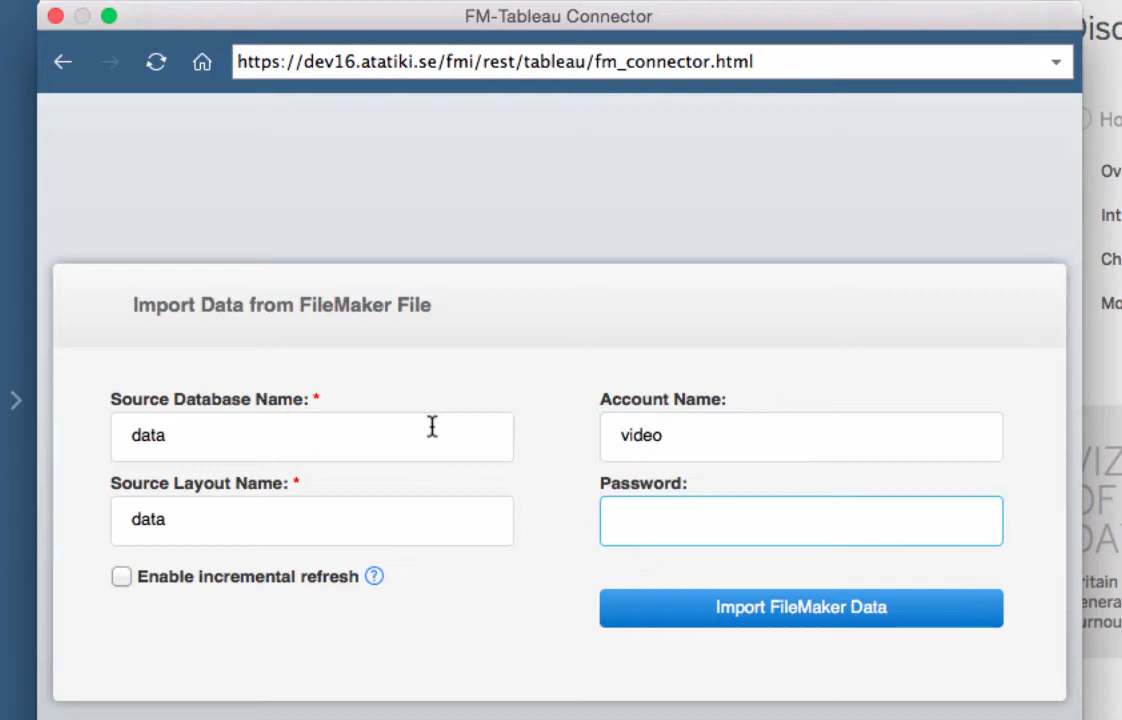 FM-Tableau Connector
https://dev16.atatiki.se/fmi/rest/tableau/fm_connector.html
Import Data from FileMaker File
Source Database Name: *
data
Account Name:
video
Source Layout Name: *
data
Password:
Enable incremental refresh ?
Import FileMaker Data
Ho
Ov
Int
Ch
Mo
OF